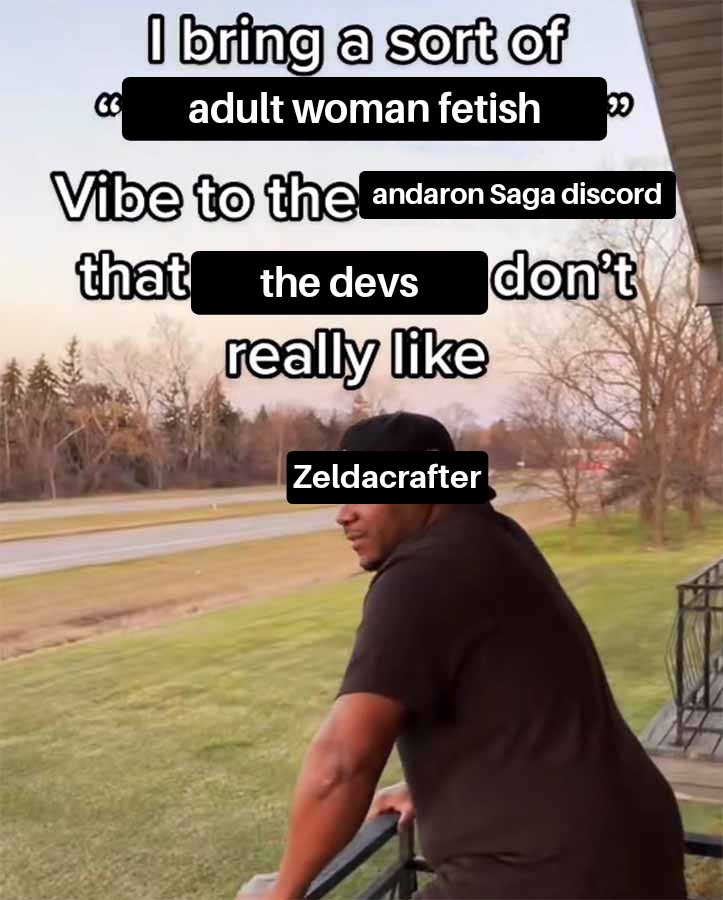 I bring a sort of
“adult woman fetish”
Vibe to the andaron Saga discord
that the devs don’t
really like
Zeldacrafter